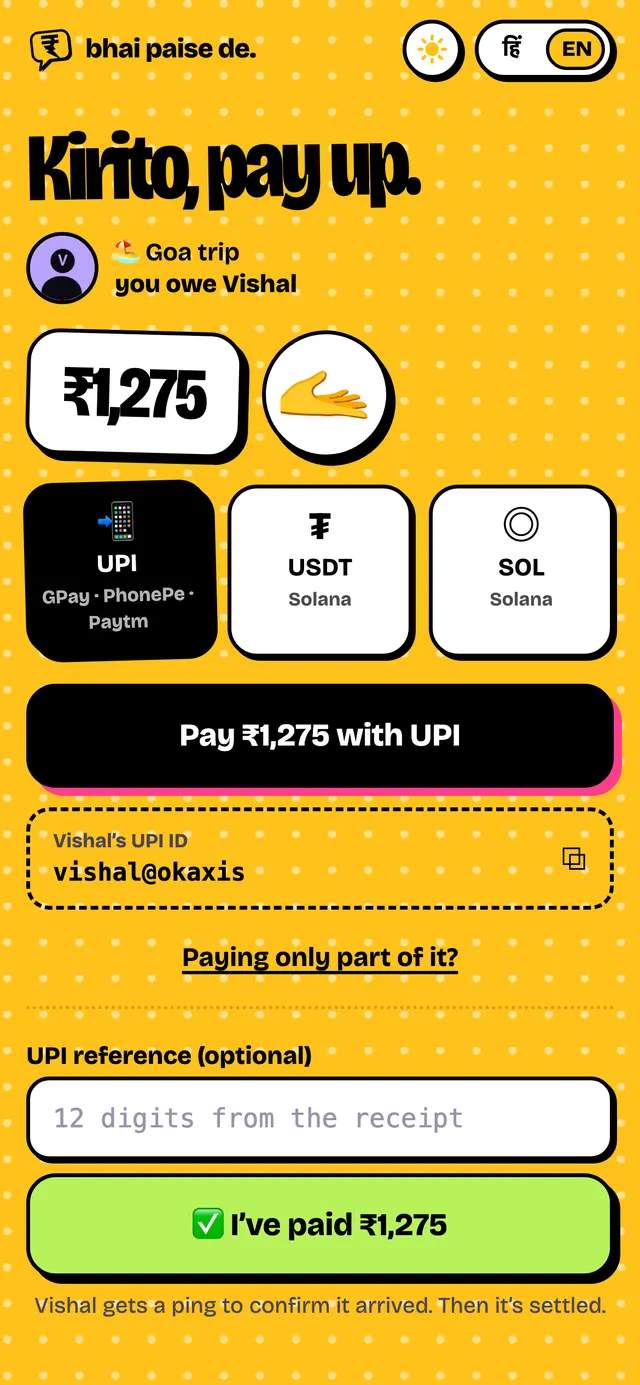 bhai paise de.
हिं EN
Kirito, pay up.
V
🏖️ Goa trip
you owe Vishal
₹1,275
UPI
GPay · PhonePe ·
Paytm
₮
USDT
Solana
SOL
Solana
Pay ₹1,275 with UPI
Vishal's UPI ID
vishal@okaxis
Paying only part of it?
UPI reference (optional)
12 digits from the receipt
✅ I've paid ₹1,275
Vishal gets a ping to confirm it arrived. Then it's settled.